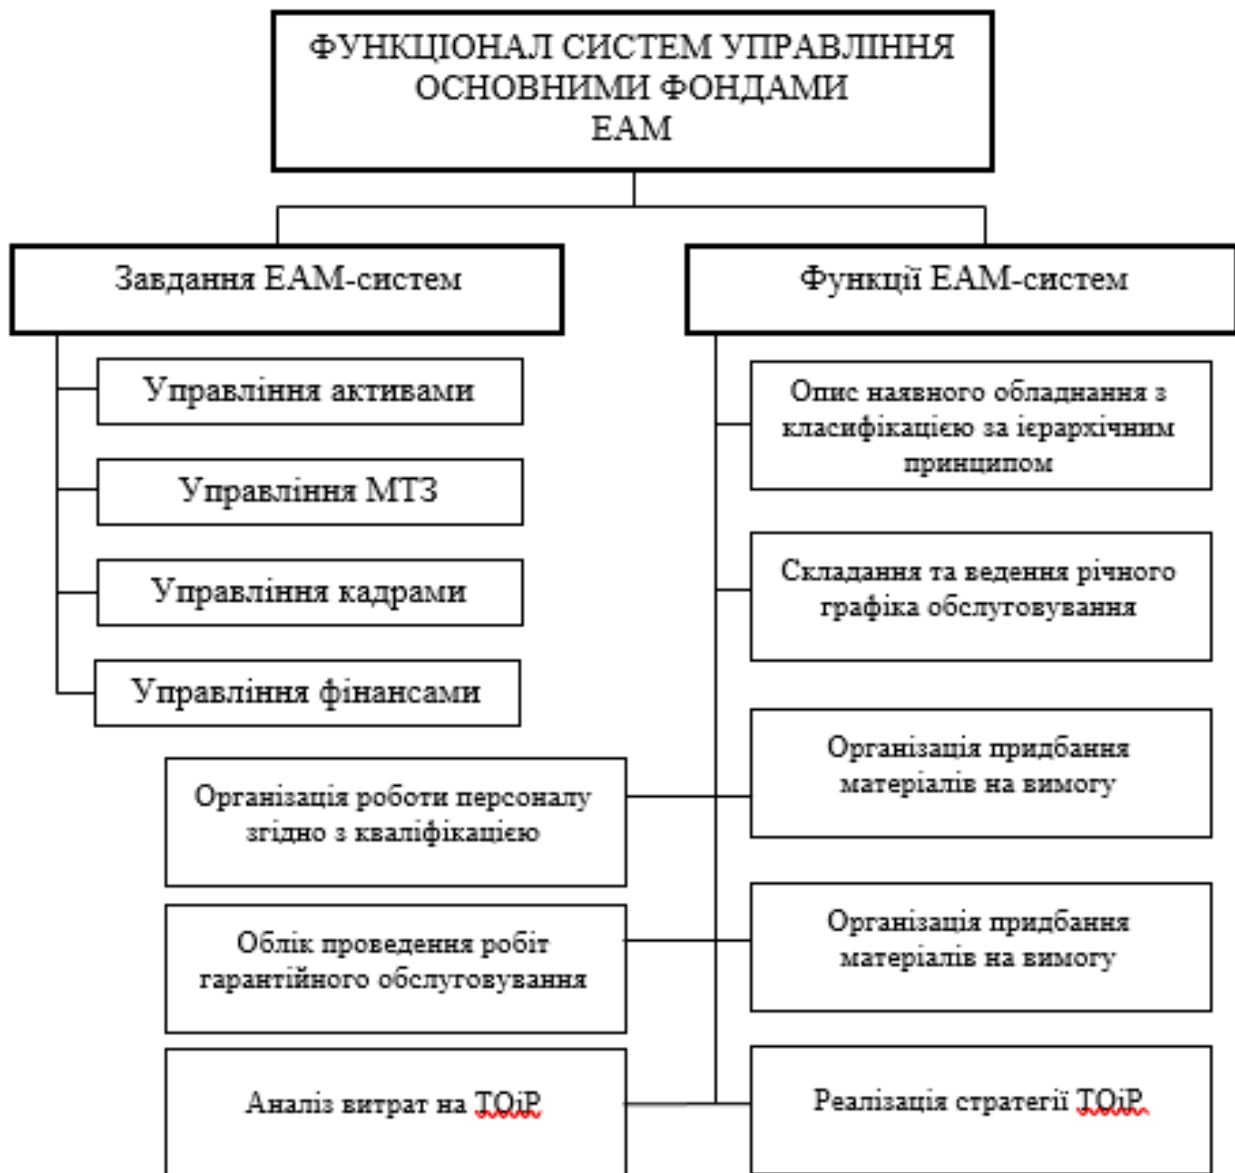 ФУНКЦІОНАЛ СИСТЕМ УПРАВЛІННЯ
ОСНОВНИМИ ФОНДАМИ
ЕАМ
Завдання ЕАМ-систем
Управління активами
Управління МТЗ
Управління кадрами
Управління фінансами
Функції ЕАМ-систем
Опис наявного обладнання з
класифікацією за ієрархічним
принципом
Складання та ведення річного
графіка обслуговування
Організація придбання
матеріалів на вимогу
Організація роботи персоналу
згідно з кваліфікацією
Організація придбання
матеріалів на вимогу
Облік проведення робіт
гарантійного обслуговування
Реалізація стратегії ТОіР
Аналіз витрат на ТОіР